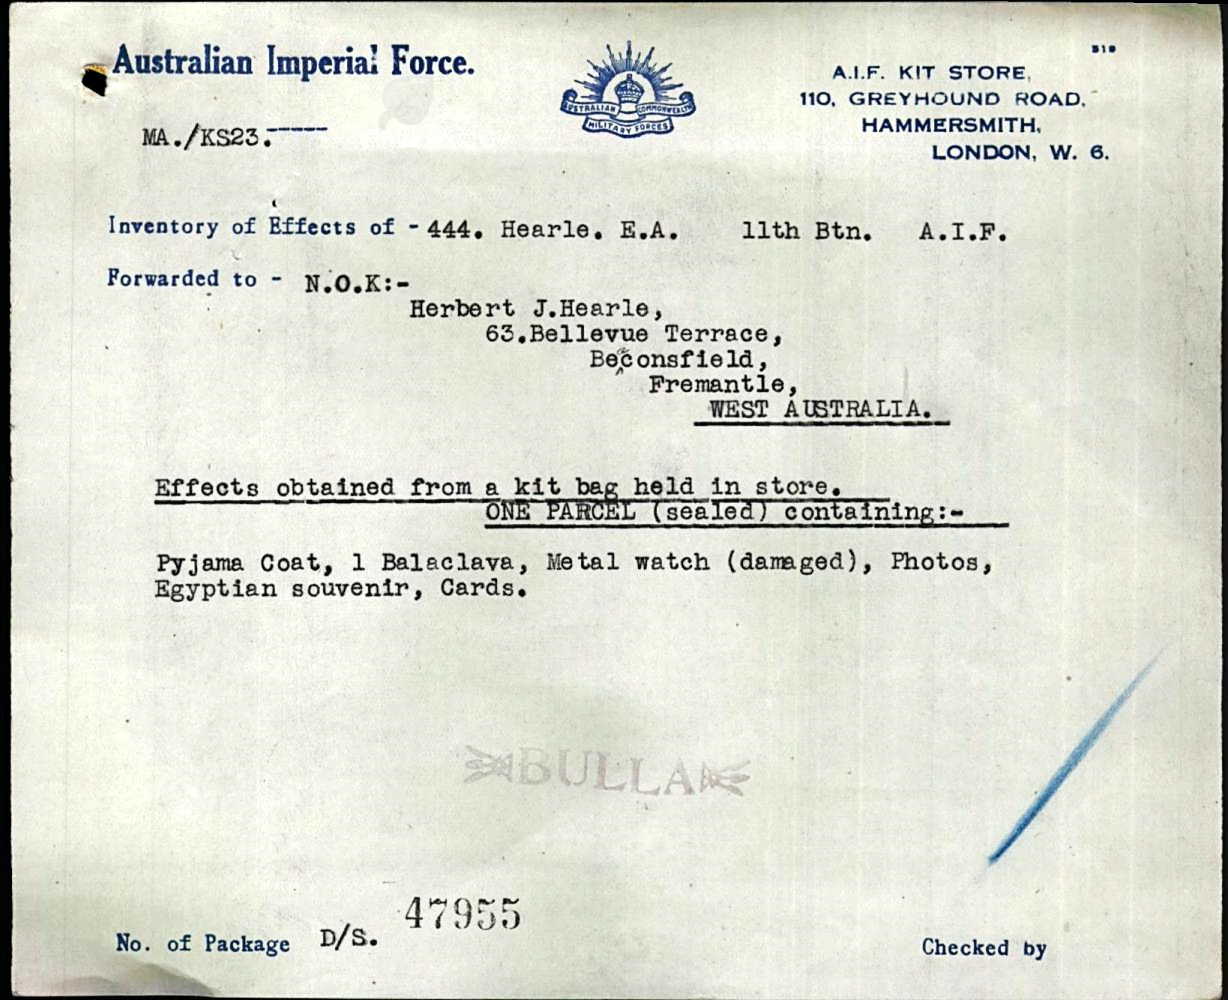 Australian Imperial Force.
AUSTRALIAN COMMONWEALTH
MILITARY FORCES
A.I.F. KIT STORE,
110, GREYHOUND ROAD,
HAMMERSMITH,
LONDON, W. 6.
MA./KS23.-----
Inventory of Effects of - 444. Hearle. E.A. 11th Btn. A.I.F.
Forwarded to - N.O.K:-
Herbert J.Hearle,
63.Bellevue Terrace,
Beaconsfield,
Fremantle,
WEST AUSTRALIA.
Effects obtained from a kit bag held in store.
ONE PARCEL (sealed) containing:-
Pyjama Coat, 1 Balaclava, Metal watch (damaged), Photos,
Egyptian souvenir, Cards.
BULLA
No. of Package D/S. 47955
Checked by